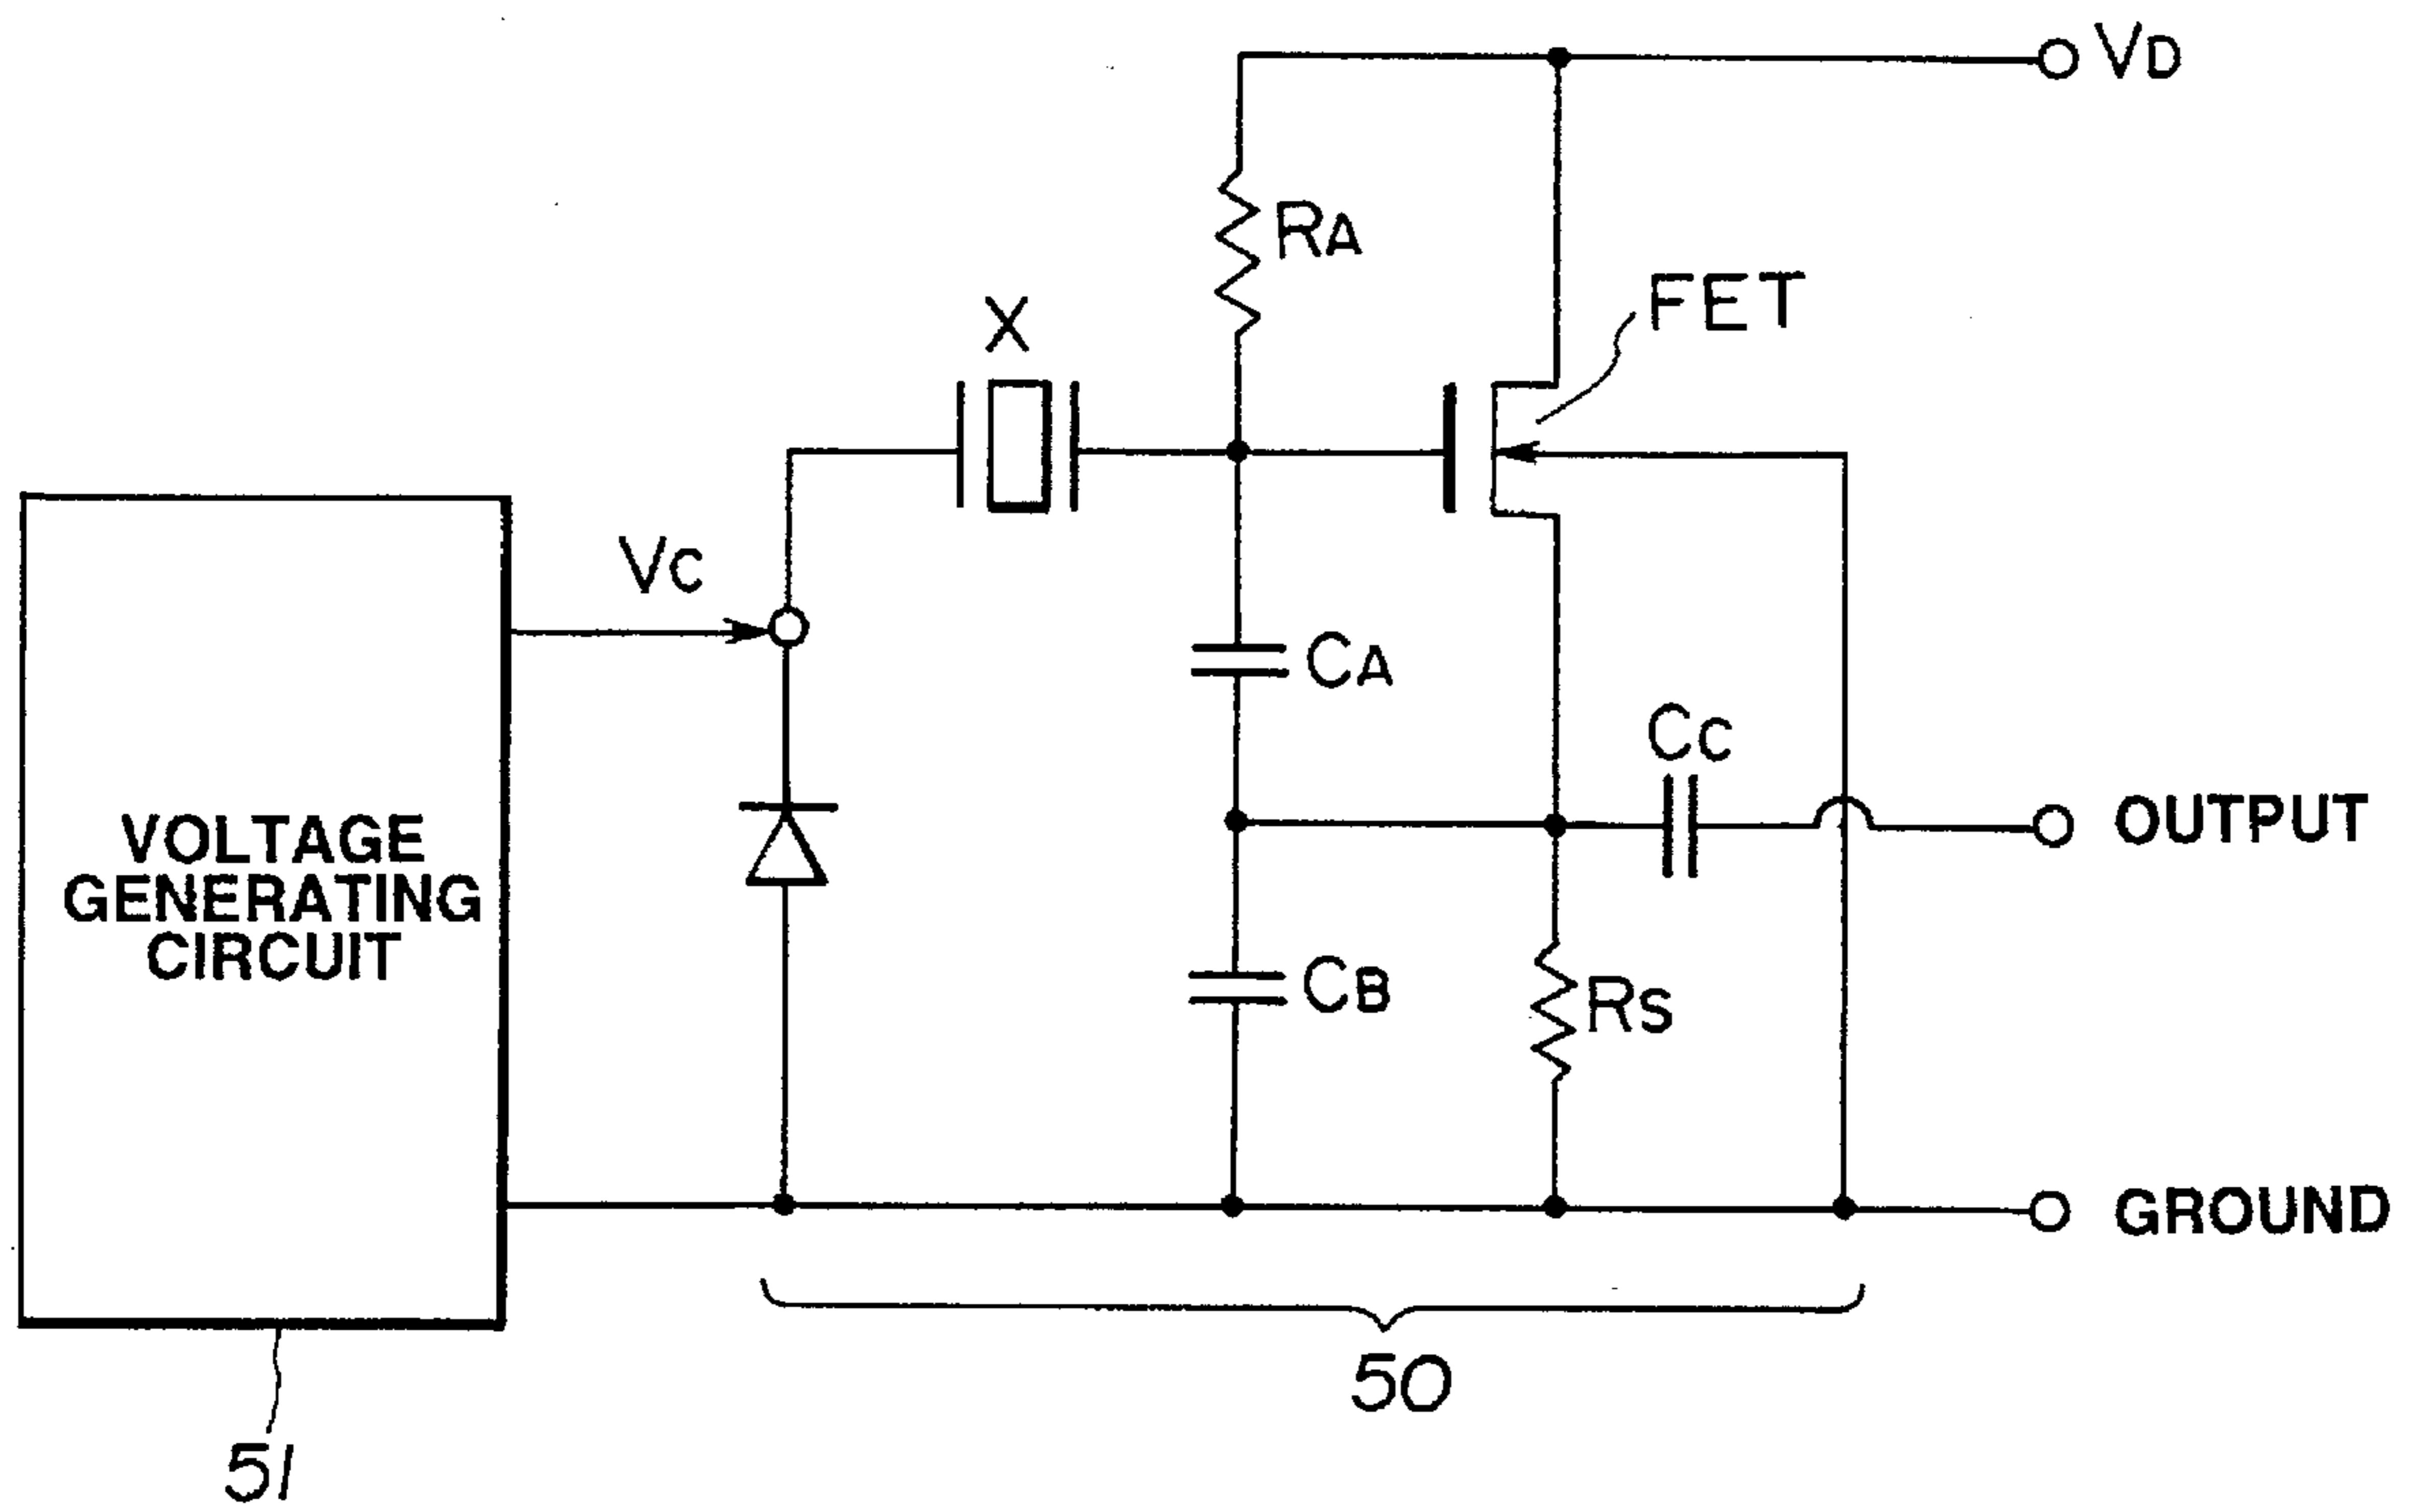 VD
RA
FET
X
VC
CA
CC
VOLTAGE
GENERATING
CIRCUIT
OUTPUT
CB
RS
GROUND
50
51